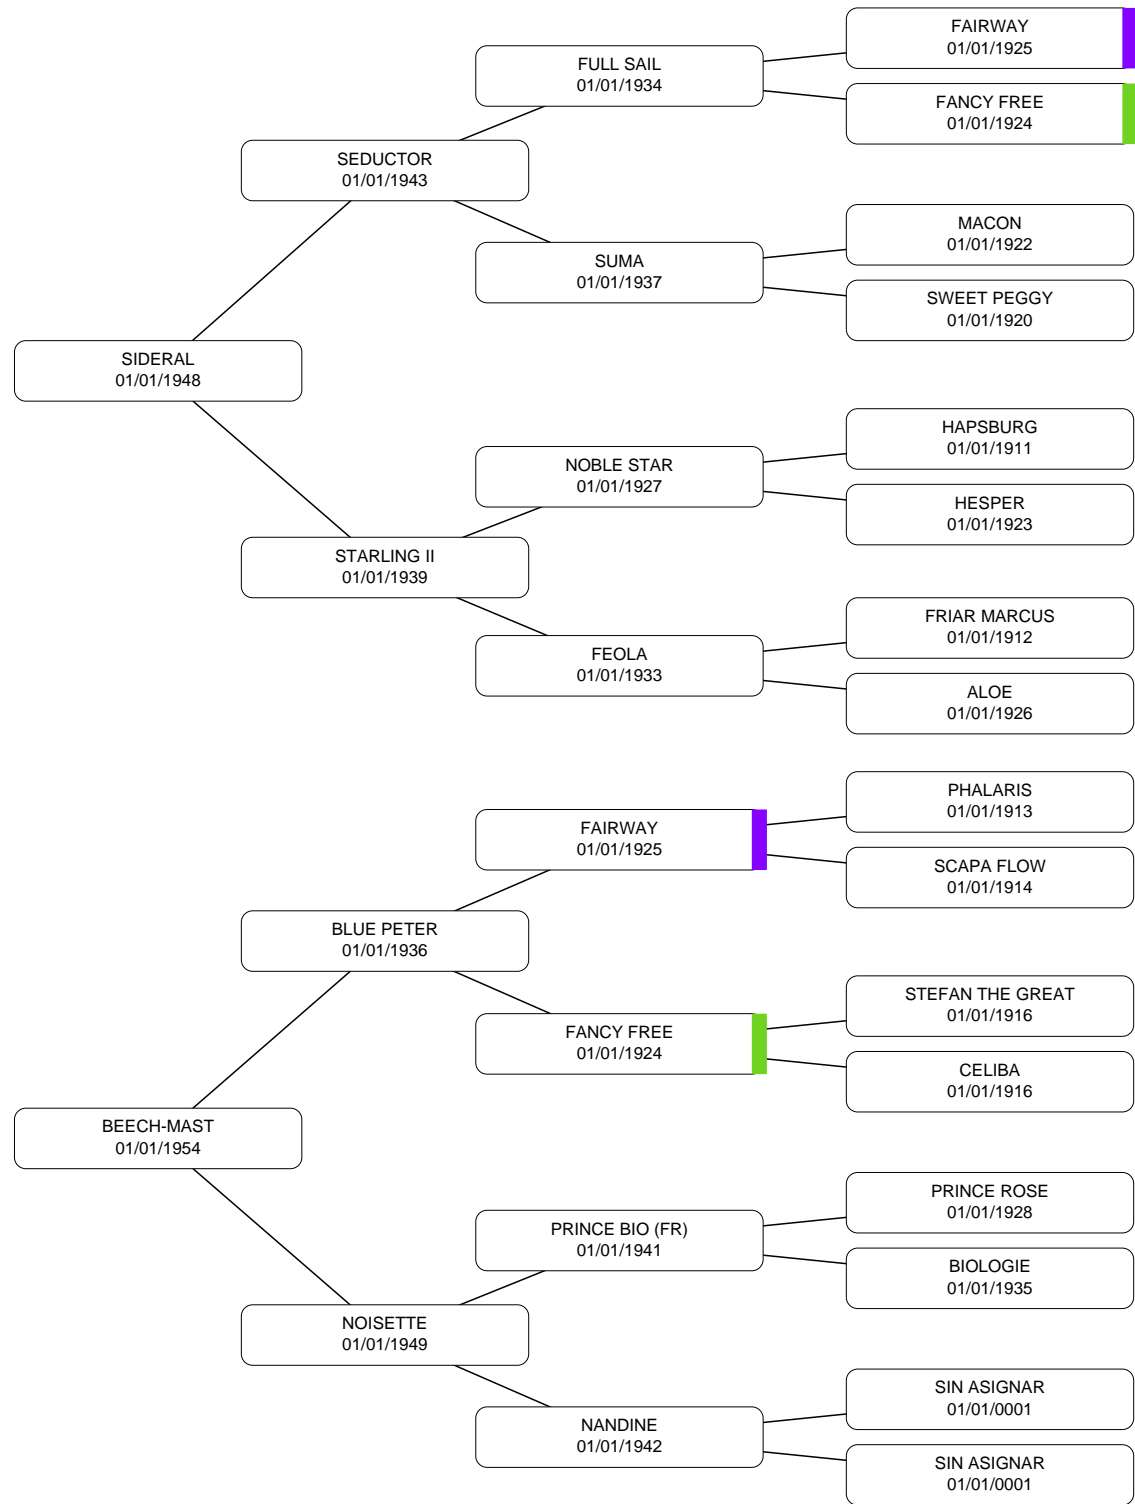 FAIRWAY
01/01/1925
FULL SAIL
01/01/1934
FANCY FREE
01/01/1924
SEDUCTOR
01/01/1943
MACON
01/01/1922
SUMA
01/01/1937
SWEET PEGGY
01/01/1920
SIDERAL
01/01/1948
HAPSBURG
01/01/1911
NOBLE STAR
01/01/1927
HESPER
01/01/1923
STARLING II
01/01/1939
FRIAR MARCUS
01/01/1912
FEOLA
01/01/1933
ALOE
01/01/1926
PHALARIS
01/01/1913
FAIRWAY
01/01/1925
SCAPA FLOW
01/01/1914
BLUE PETER
01/01/1936
STEFAN THE GREAT
01/01/1916
FANCY FREE
01/01/1924
CELIBA
01/01/1916
BEECH-MAST
01/01/1954
PRINCE ROSE
01/01/1928
PRINCE BIO (FR)
01/01/1941
BIOLOGIE
01/01/1935
NOISETTE
01/01/1949
SIN ASIGNAR
01/01/0001
NANDINE
01/01/1942
SIN ASIGNAR
01/01/0001